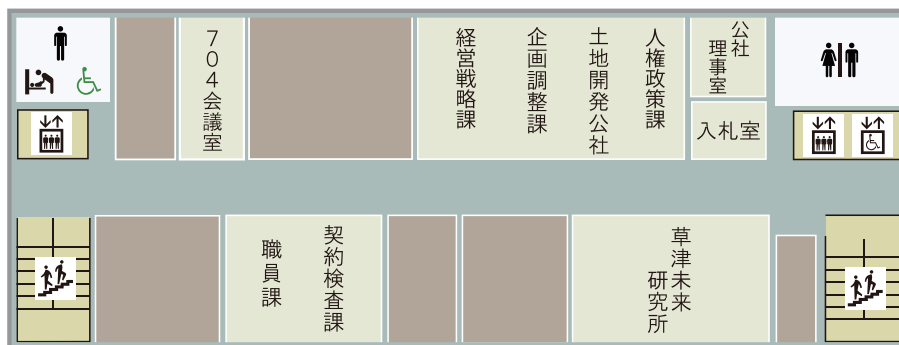 704会議室
経営戦略課
企画調整課
土地開発公社
人権政策課
公社
理事室
入札室
職員課
契約検査課
草津未来
研究所